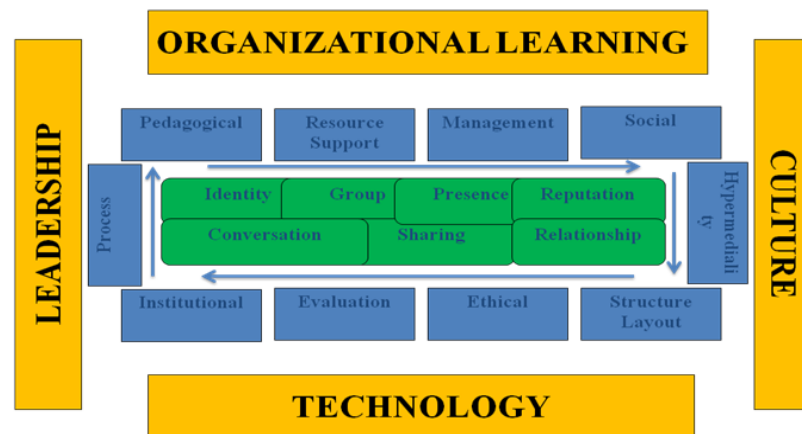 ORGANIZATIONAL LEARNING
LEADERSHIP
CULTURE
Pedagogical
Resource
Support
Management
Social
Process
Hypermediali
ty
Identity
Group
Presence
Reputation
Conversation
Sharing
Relationship
Institutional
Evaluation
Ethical
Structure
Layout
TECHNOLOGY